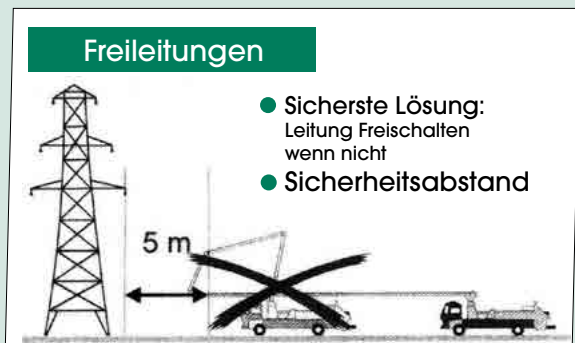 Freileitungen
Sicherste Lösung:
Leitung Freischalten
wenn nicht
Sicherheitsabstand
5 m